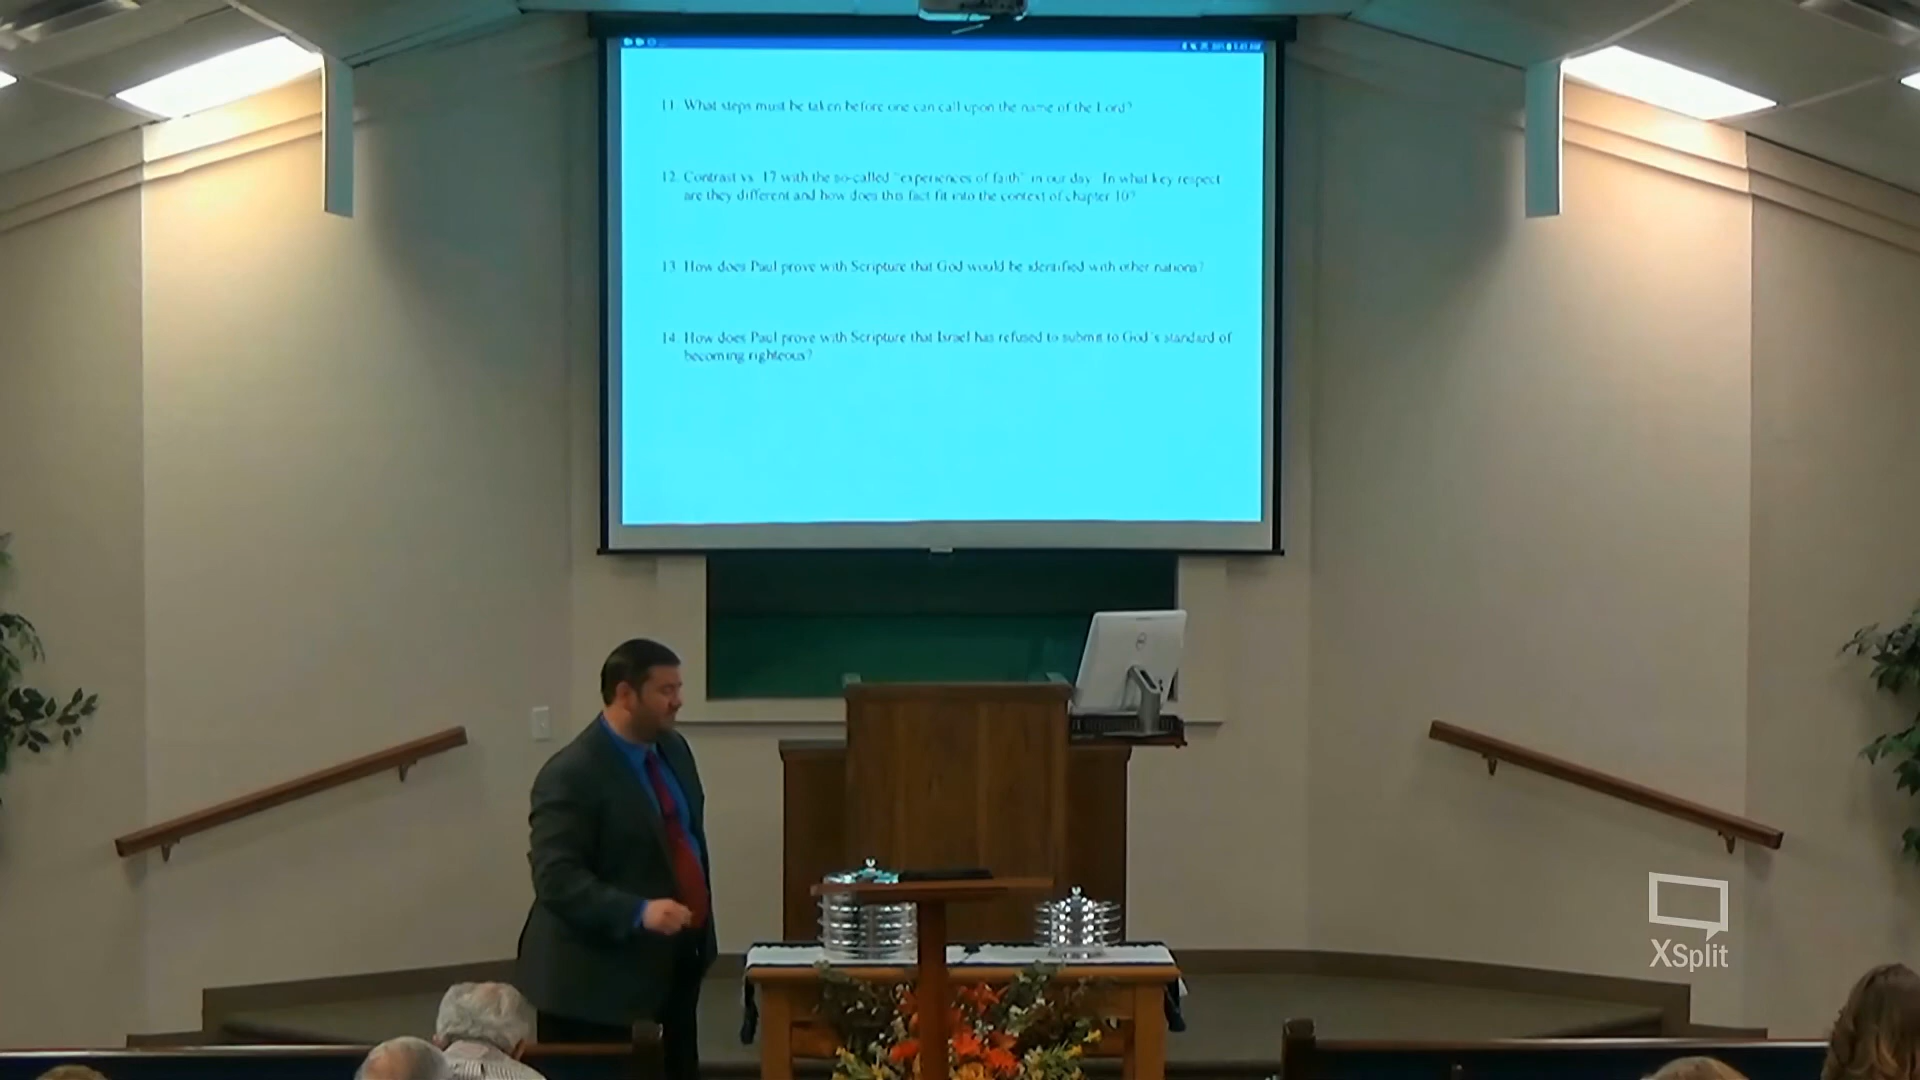 11. What steps must be taken before one can call upon the name of the Lord?
12. Contrast vs. 17 with the so-called "experiences of faith" in our day. In what key respect
are they different and how does this fact fit into the context of chapter 10?
13. How does Paul prove with Scripture that God would be identified with other nations?
14. How does Paul prove with Scripture that Israel has refused to submit to God's standard of
becoming righteous?
XSplit